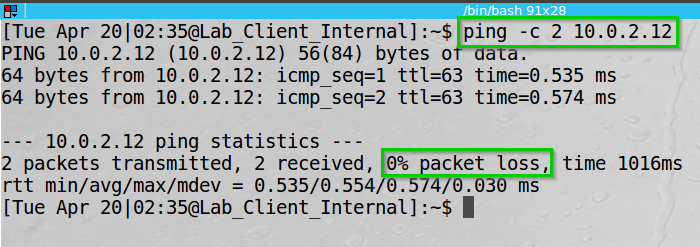 /bin/bash 91x28
[Tue Apr 20|02:35@Lab_Client_Internal]:~$ ping -c 2 10.0.2.12
PING 10.0.2.12 (10.0.2.12) 56(84) bytes of data.
64 bytes from 10.0.2.12: icmp_seq=1 ttl=63 time=0.535 ms
64 bytes from 10.0.2.12: icmp_seq=2 ttl=63 time=0.574 ms
--- 10.0.2.12 ping statistics ---
2 packets transmitted, 2 received, 0% packet loss, time 1016ms
rtt min/avg/max/mdev = 0.535/0.554/0.574/0.030 ms
[Tue Apr 20|02:35@Lab_Client_Internal]:~$